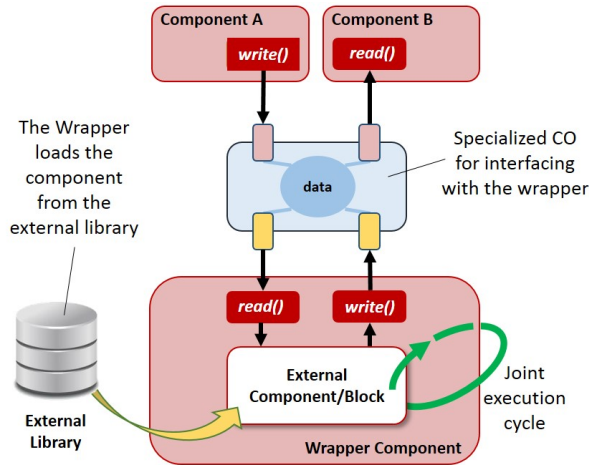 Component A
write()
Component B
read()
The Wrapper
loads the
component
from the
external library
data
Specialized CO
for interfacing
with the wrapper
read()
write()
External
Component/Block
Joint
execution
cycle
External
Library
Wrapper Component